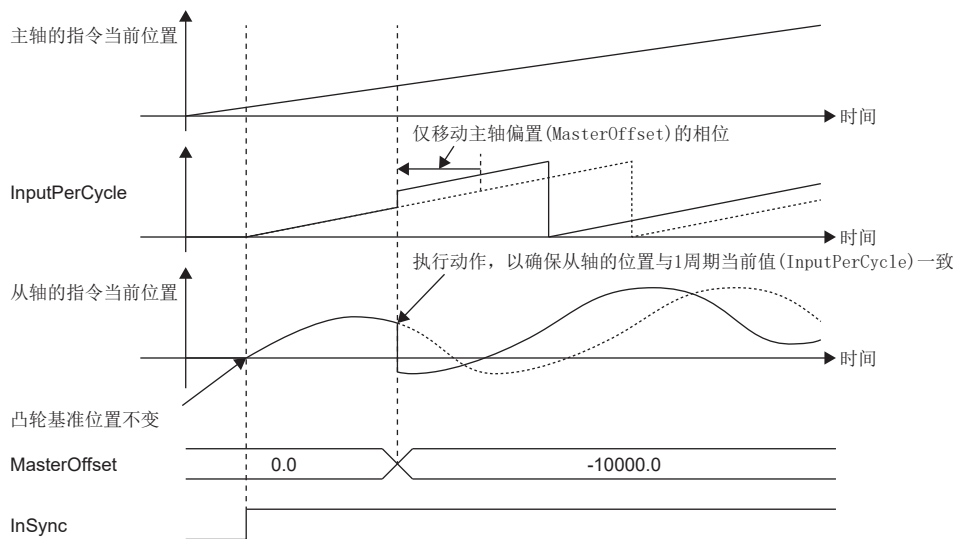 主轴的指令当前位置
时间
仅移动主轴偏置(MasterOffset)的相位
InputPerCycle
时间
执行动作，以确保从轴的位置与1周期当前值(InputPerCycle)一致
从轴的指令当前位置
时间
凸轮基准位置不变
MasterOffset
0.0
-10000.0
InSync